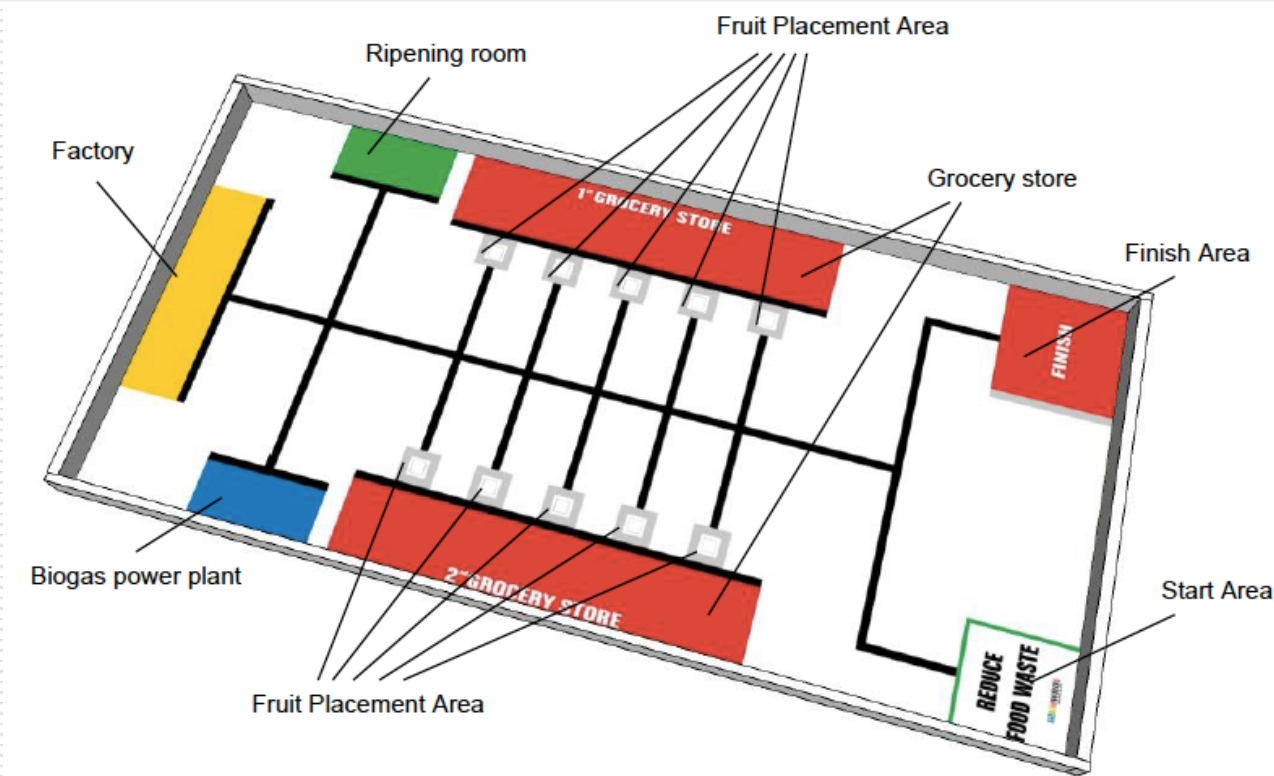 Fruit Placement Area
Ripening room
Factory
Grocery store
1st GROCERY STORE
Finish Area
FINISH
Biogas power plant
2nd GROCERY STORE
Start Area
REDUCE
FOOD WASTE
Fruit Placement Area